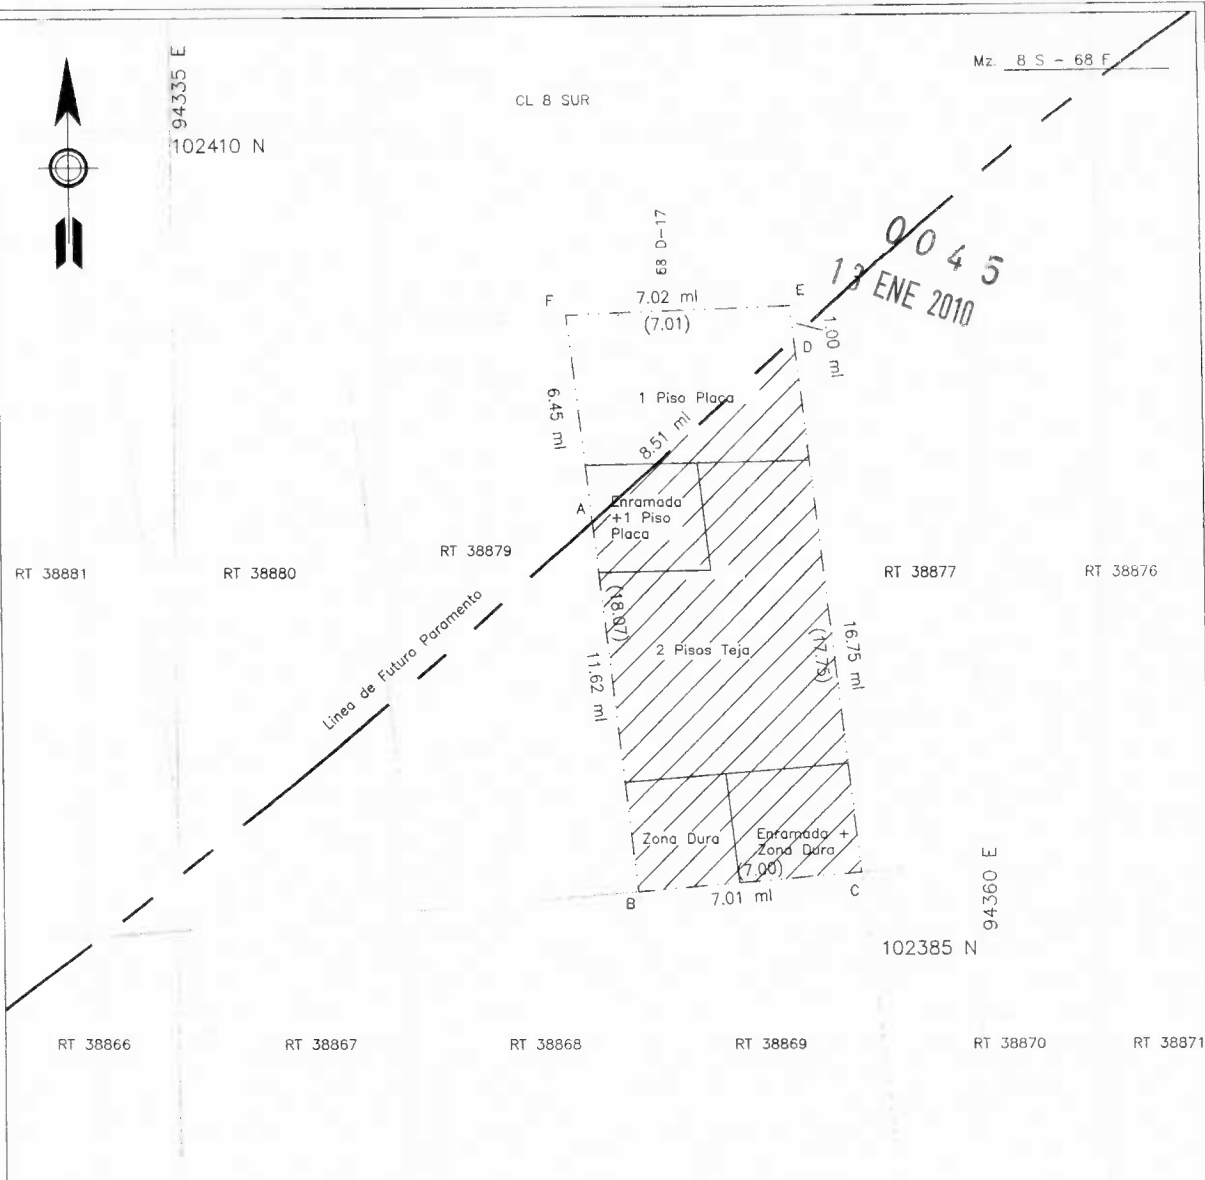 Mz. 8 S - 68 F
94335 E
102410 N
CL 8 SUR
68 D-17
0045
13 ENE 2010
F
7.02 ml
E
(7.01)
1.00 ml
D
6.45 ml
1 Piso Placa
8.51 ml
A
Enramada
+1 Piso
Placa
RT 38881
RT 38880
RT 38879
RT 38877
RT 38876
Linea de Futuro Paramento
(18.07)
11.62 ml
2 Pisos Teja
(17.75)
16.75 ml
Zona Dura
Enramada +
Zona Dura
(7.00)
B
7.01 ml
C
94360 E
102385 N
RT 38866
RT 38867
RT 38868
RT 38869
RT 38870
RT 38871